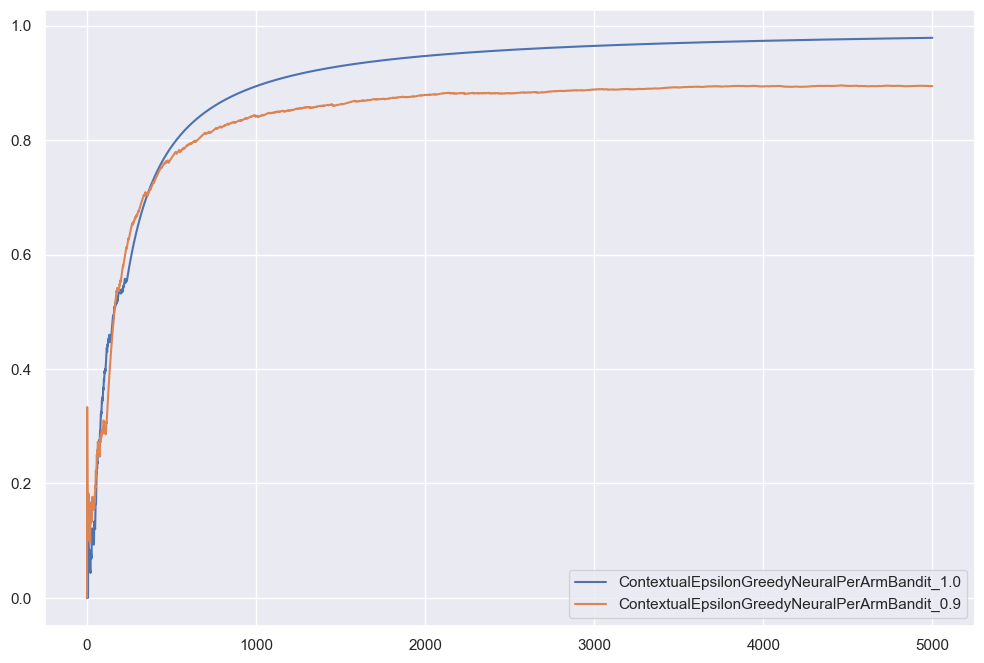 1.0
0.8
0.6
0.4
0.2
0.0
0 1000 2000 3000 4000 5000
ContextualEpsilonGreedyNeuralPerArmBandit_1.0
ContextualEpsilonGreedyNeuralPerArmBandit_0.9